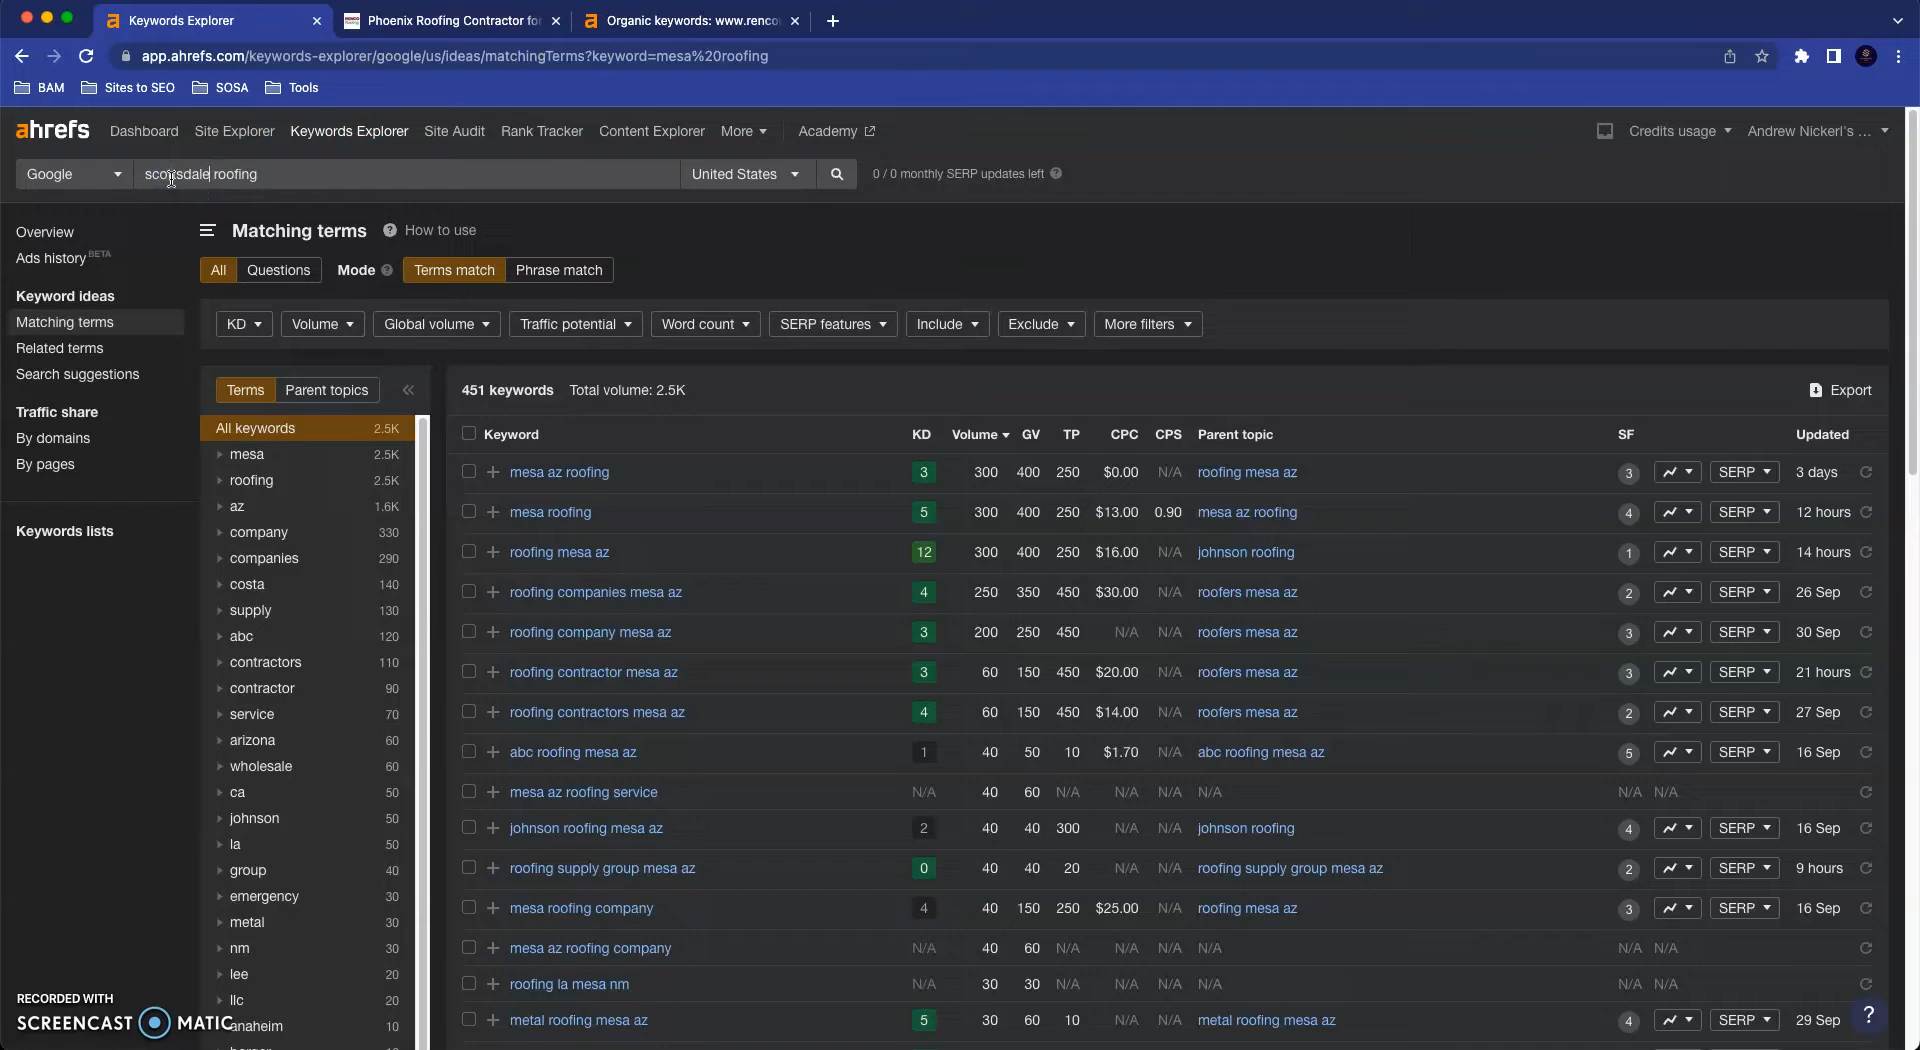 Keywords Explorer
Phoenix Roofing Contractor fo
Organic keywords: www.renco
app.ahrefs.com/keywords-explorer/google/us/ideas/matchingTerms?keyword=mesa%20roofing
BAM Sites to SEO SOSA Tools
ahrefs Dashboard Site Explorer Keywords Explorer Site Audit Rank Tracker Content Explorer More Academy Credits usage Andrew Nickerl's ...
Google scottsdale roofing United States 0 / 0 monthly SERP updates left
Overview
Ads history BETA
Keyword ideas
Matching terms
Related terms
Search suggestions
Traffic share
By domains
By pages
Keywords lists
Matching terms How to use
All Questions Mode Terms match Phrase match
KD Volume Global volume Traffic potential Word count SERP features Include Exclude More filters
Terms Parent topics
All keywords 2.5K
mesa 2.5K
roofing 2.5K
az 1.6K
company 330
companies 290
costa 140
supply 130
abc 120
contractors 110
contractor 90
service 70
arizona 60
wholesale 60
ca 50
johnson 50
la 50
group 40
emergency 30
metal 30
nm 30
lee 20
llc 20
anaheim 10
451 keywords Total volume: 2.5K Export
Keyword KD Volume GV TP CPC CPS Parent topic SF Updated
mesa az roofing 3 300 400 250 $0.00 N/A roofing mesa az 3 SERP 3 days
mesa roofing 5 300 400 250 $13.00 0.90 mesa az roofing 4 SERP 12 hours
roofing mesa az 12 300 400 250 $16.00 N/A johnson roofing 1 SERP 14 hours
roofing companies mesa az 4 250 350 450 $30.00 N/A roofers mesa az 2 SERP 26 Sep
roofing company mesa az 3 200 250 450 N/A N/A roofers mesa az 3 SERP 30 Sep
roofing contractor mesa az 3 60 150 450 $20.00 N/A roofers mesa az 3 SERP 21 hours
roofing contractors mesa az 4 60 150 450 $14.00 N/A roofers mesa az 2 SERP 27 Sep
abc roofing mesa az 1 40 50 10 $1.70 N/A abc roofing mesa az 5 SERP 16 Sep
mesa az roofing service N/A 40 60 N/A N/A N/A N/A N/A N/A
johnson roofing mesa az 2 40 40 300 N/A N/A johnson roofing 4 SERP 16 Sep
roofing supply group mesa az 0 40 40 20 N/A N/A roofing supply group mesa az 2 SERP 9 hours
mesa roofing company 4 40 150 250 $25.00 N/A roofing mesa az 3 SERP 16 Sep
mesa az roofing company N/A 40 60 N/A N/A N/A N/A N/A N/A
roofing la mesa nm N/A 30 30 N/A N/A N/A N/A N/A N/A
metal roofing mesa az 5 30 60 10 N/A N/A metal roofing mesa az 4 SERP 29 Sep
RECORDED WITH
SCREENCAST MATIC
?